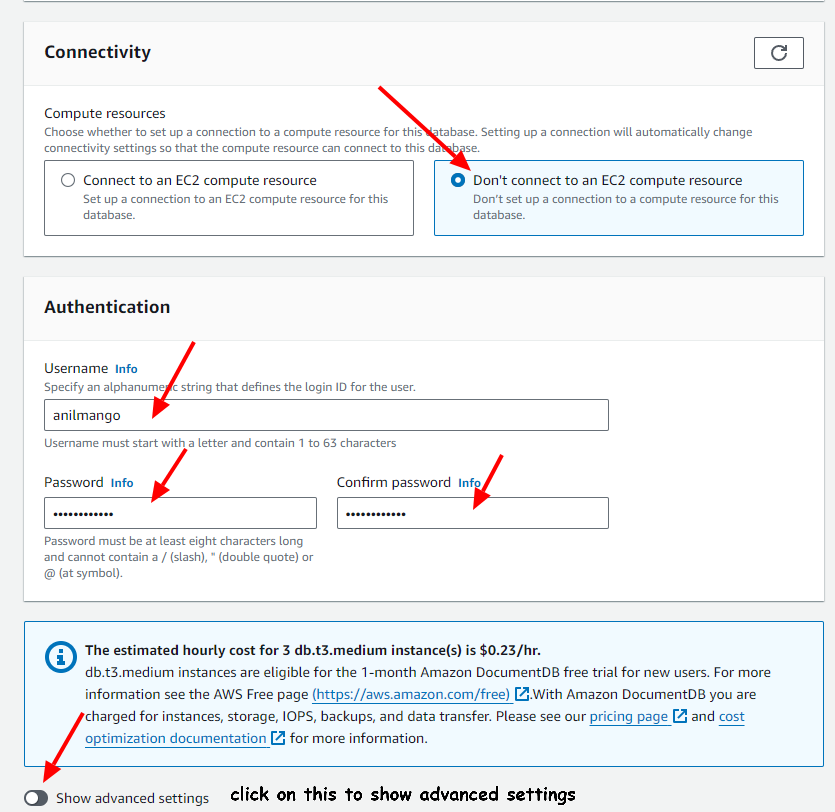 Connectivity
Compute resources
Choose whether to set up a connection to a compute resource for this database. Setting up a connection will automatically change
connectivity settings so that the compute resource can connect to this database.
Connect to an EC2 compute resource
Set up a connection to an EC2 compute resource for this
database.
Don't connect to an EC2 compute resource
Don't set up a connection to a compute resource for this
database.
Authentication
Username Info
Specify an alphanumeric string that defines the login ID for the user.
anilmango
Username must start with a letter and contain 1 to 63 characters
Password Info
••••••••••••
Password must be at least eight characters long
and cannot contain a / (slash), " (double quote) or
@ (at symbol).
Confirm password Info
••••••••••••
The estimated hourly cost for 3 db.t3.medium instance(s) is $0.23/hr.
db.t3.medium instances are eligible for the 1-month Amazon DocumentDB free trial for new users. For more
information see the AWS Free page (https://aws.amazon.com/free) .With Amazon DocumentDB you are
charged for instances, storage, IOPS, backups, and data transfer. Please see our pricing page and cost
optimization documentation for more information.
Show advanced settings click on this to show advanced settings